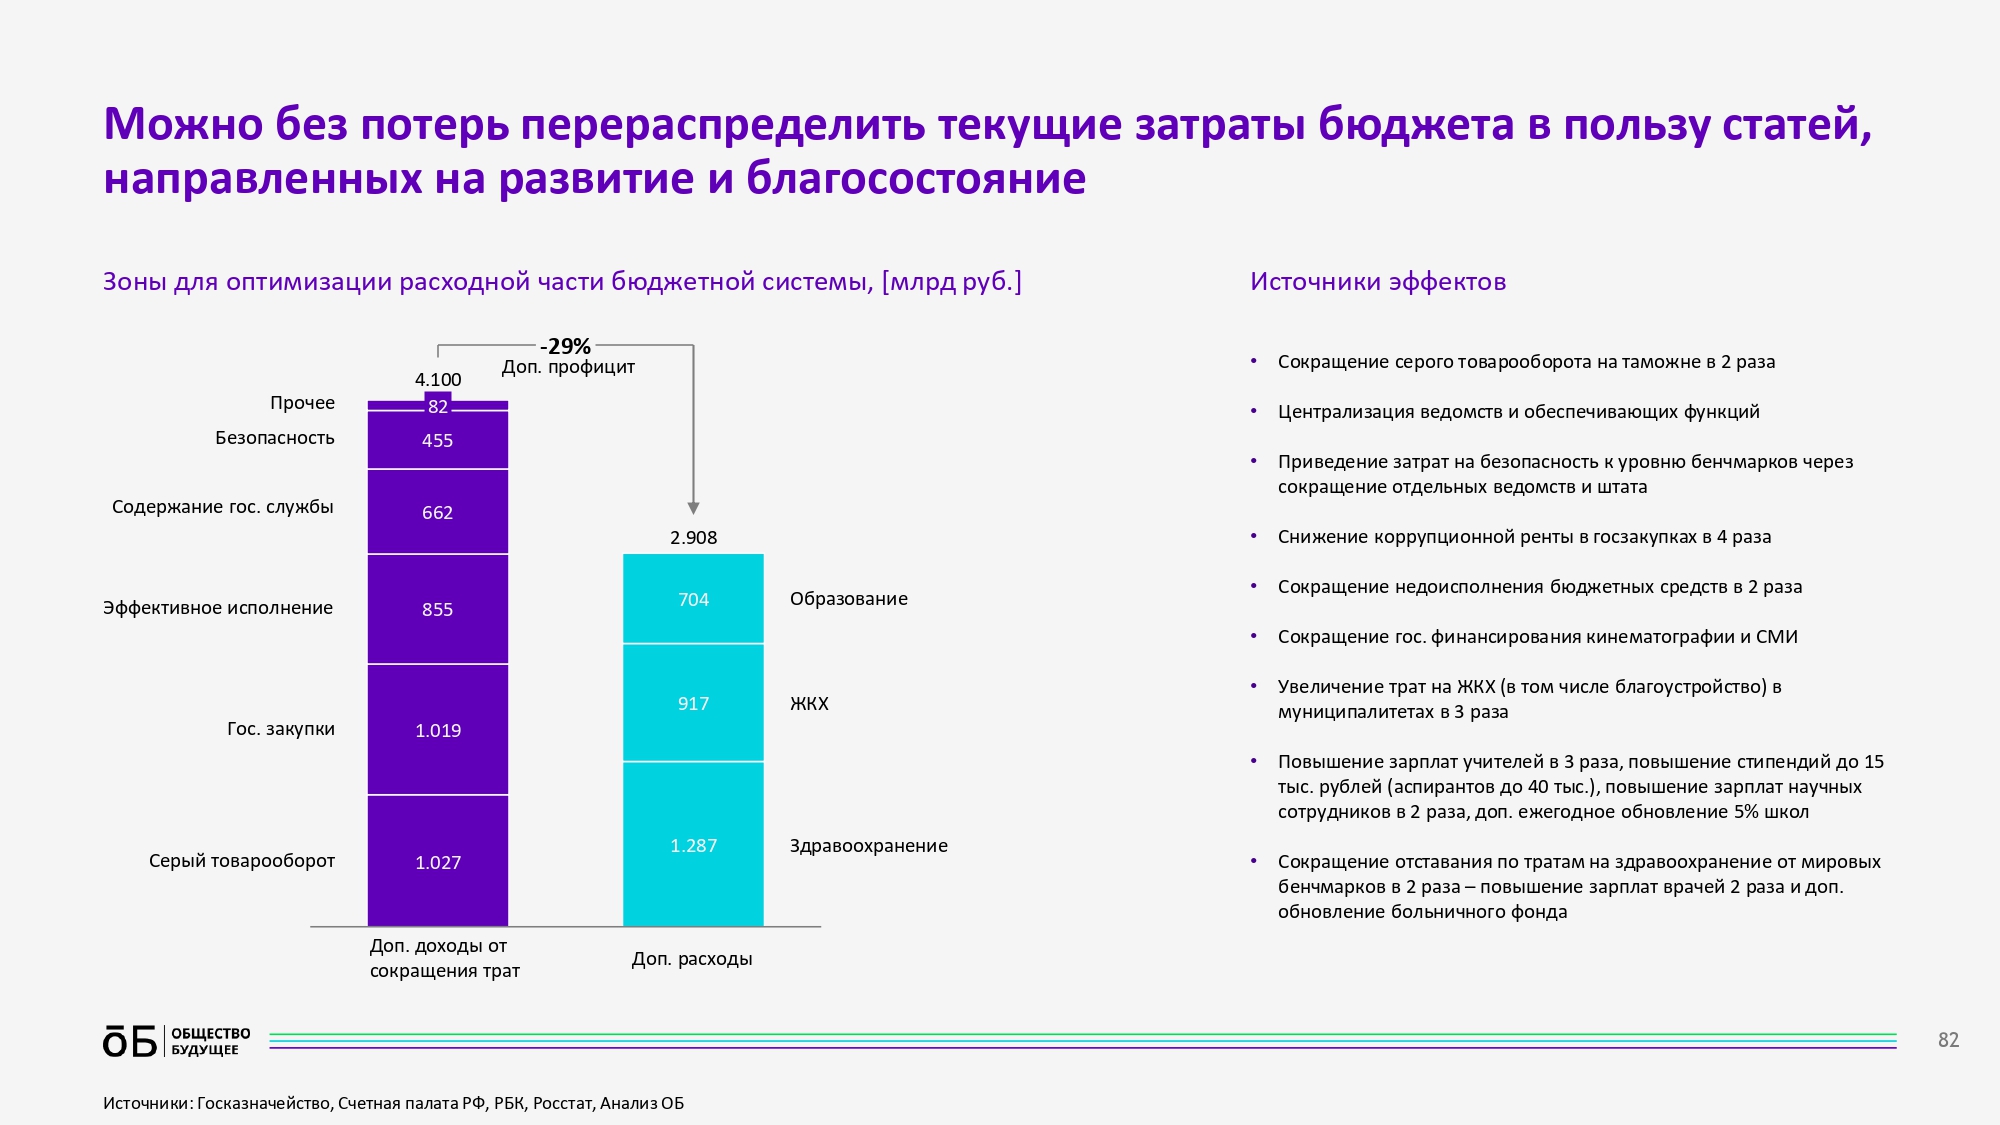 Можно без потерь перераспределить текущие затраты бюджета в пользу статей,
направленных на развитие и благосостояние
Зоны для оптимизации расходной части бюджетной системы, [млрд руб.]
-29%
Доп. профицит
4.100
Прочее
82
Безопасность
455
Содержание гос. службы
662
Эффективное исполнение
855
Гос. закупки
1.019
Серый товарооборот
1.027
Доп. доходы от
сокращения трат
2.908
704
Образование
917
ЖКХ
1.287
Здравоохранение
Доп. расходы
Источники эффектов
• Сокращение серого товарооборота на таможне в 2 раза
• Централизация ведомств и обеспечивающих функций
• Приведение затрат на безопасность к уровню бенчмарков через
сокращение отдельных ведомств и штата
• Снижение коррупционной ренты в госзакупках в 4 раза
• Сокращение недоисполнения бюджетных средств в 2 раза
• Сокращение гос. финансирования кинематографии и СМИ
• Увеличение трат на ЖКХ (в том числе благоустройство) в
муниципалитетах в 3 раза
• Повышение зарплат учителей в 3 раза, повышение стипендий до 15
тыс. рублей (аспирантов до 40 тыс.), повышение зарплат научных
сотрудников в 2 раза, доп. ежегодное обновление 5% школ
• Сокращение отставания по тратам на здравоохранение от мировых
бенчмарков в 2 раза – повышение зарплат врачей 2 раза и доп.
обновление больничного фонда
ōБ
ОБЩЕСТВО
БУДУЩЕЕ
82
Источники: Госказначейство, Счетная палата РФ, РБК, Росстат, Анализ ОБ